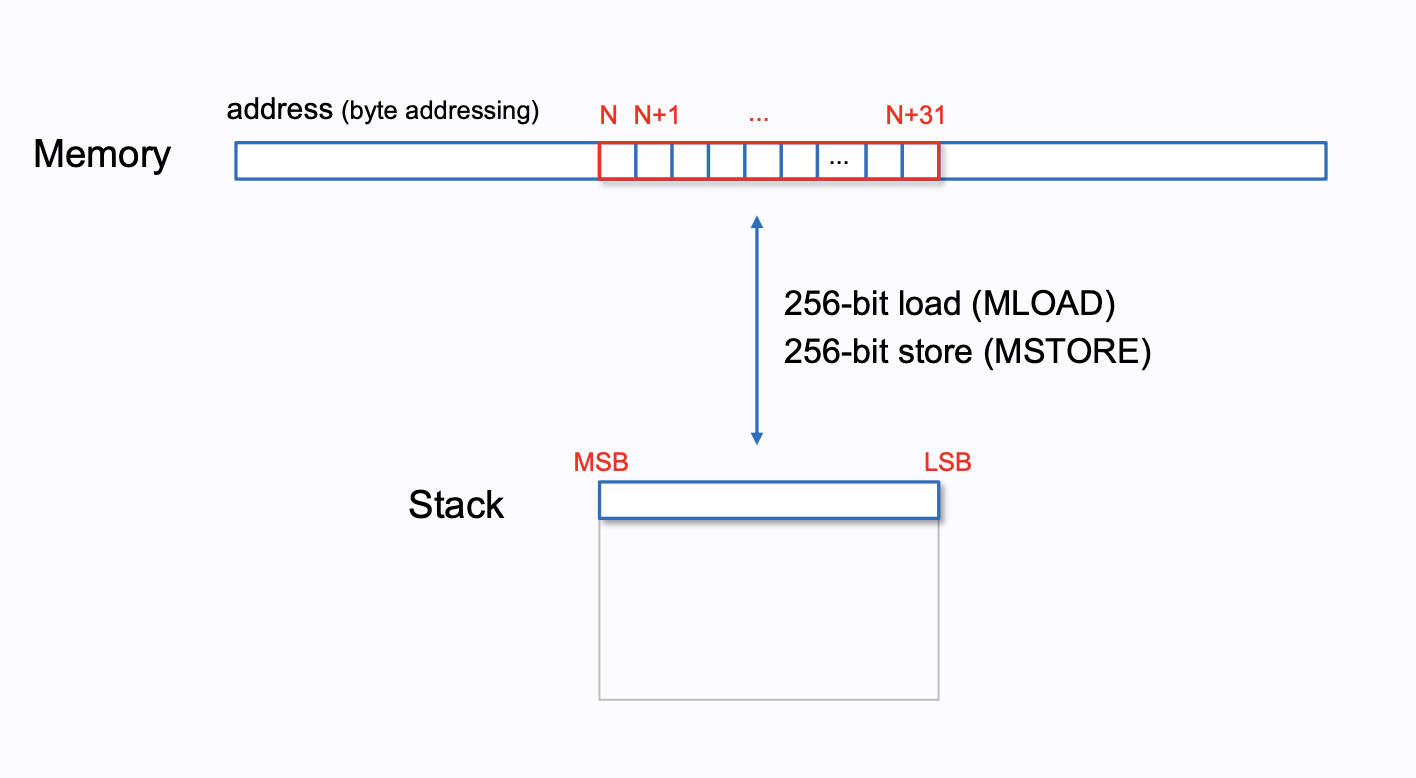 address (byte addressing)
N N+1 ... N+31
Memory
...
256-bit load (MLOAD)
256-bit store (MSTORE)
MSB LSB
Stack